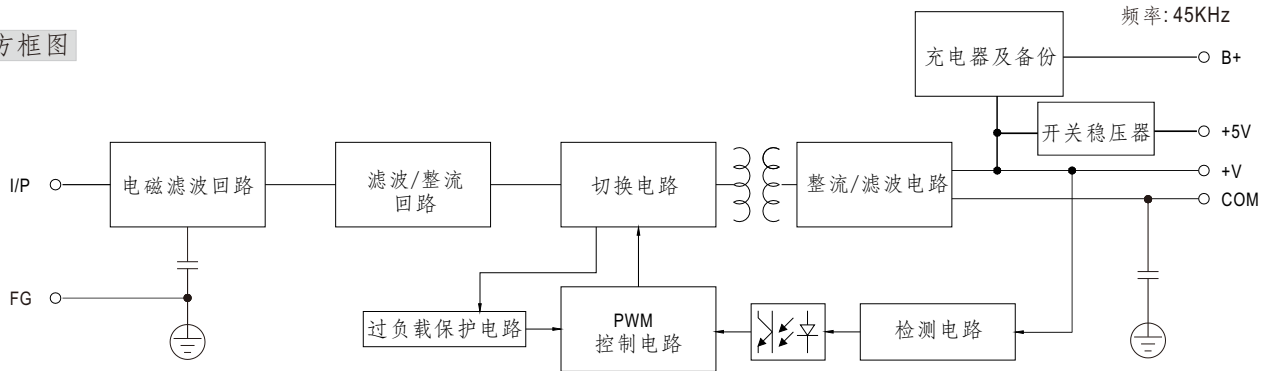 方框图
频率: 45KHz
充电器及备份
B+
开关稳压器
+5V
I/P
电磁滤波回路
滤波/整流
回路
切换电路
整流/滤波电路
+V
COM
FG
过负载保护电路
PWM
控制电路
检测电路